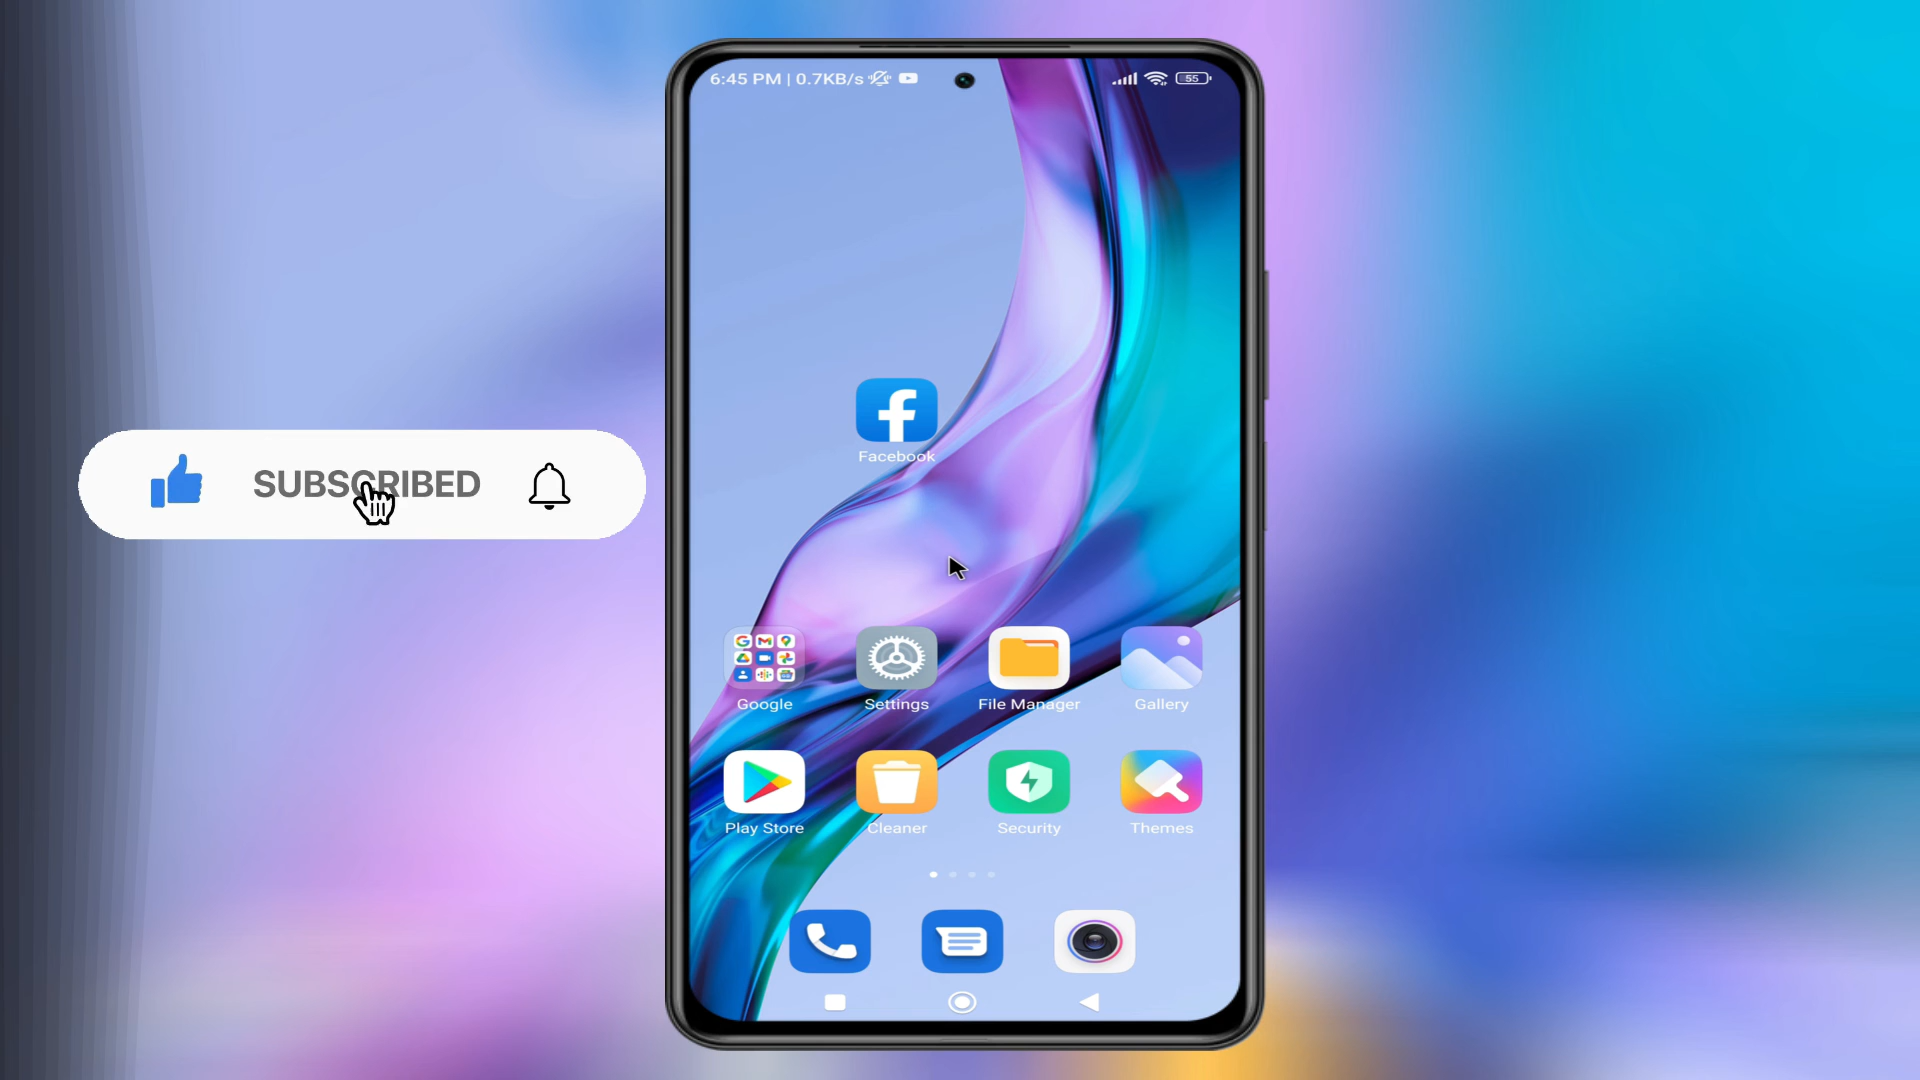 6:45 PM | 0.7KB/s
55
Facebook
SUBSCRIBED
Google
Settings
File Manager
Gallery
Play Store
Cleaner
Security
Themes